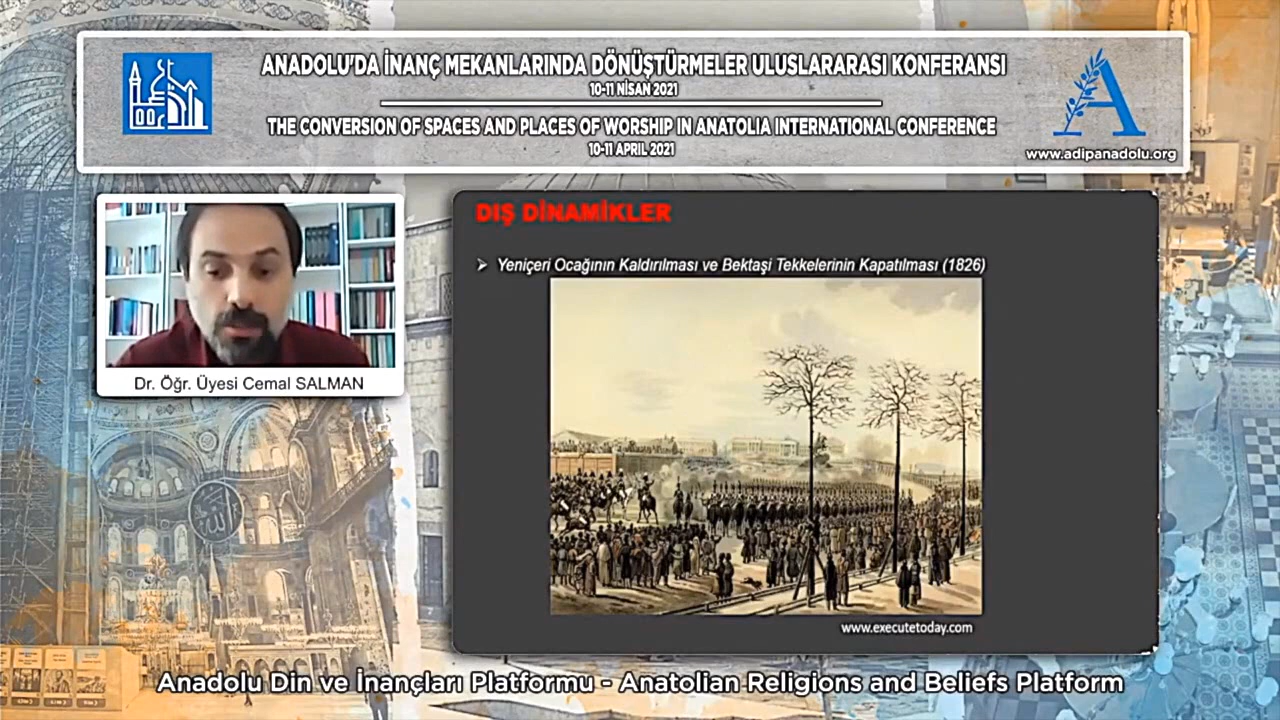 ANADOLU'DA İNANÇ MEKANLARINDA DÖNÜŞTÜRMELER ULUSLARARASI KONFERANSI
10-11 NİSAN 2021
THE CONVERSION OF SPACES AND PLACES OF WORSHIP IN ANATOLIA INTERNATIONAL CONFERENCE
10-11 APRIL 2021
www.adipanadolu.org
Dr. Öğr. Üyesi Cemal SALMAN
DIŞ DİNAMİKLER
➢ Yeniçeri Ocağının Kaldırılması ve Bektaşi Tekkelerinin Kapatılması (1826)
www.executetoday.com
Anadolu Din ve İnançları Platformu - Anatolian Religions and Beliefs Platform